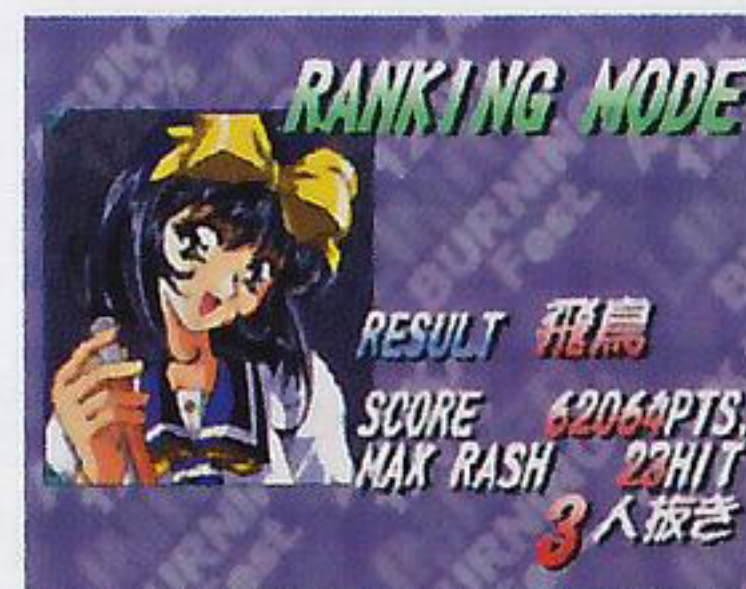 RANKING MODE
RESULT 飛鳥
SCORE 62064PTS.
MAX RASH 23HIT
3人抜き